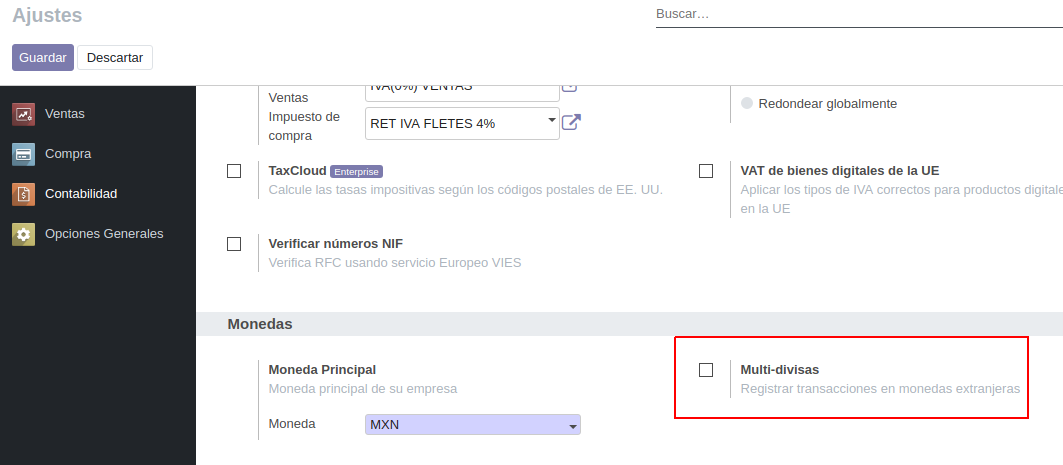 Ajustes
Buscar…
Guardar Descartar
Ventas
Compra
Contabilidad
Opciones Generales
Ventas
IVA(0%) VENTAS
Impuesto de
compra
RET IVA FLETES 4%
Redondear globalmente
TaxCloud Enterprise
Calcule las tasas impositivas según los códigos postales de EE. UU.
VAT de bienes digitales de la UE
Aplicar los tipos de IVA correctos para productos digitale
en la UE
Verificar números NIF
Verifica RFC usando servicio Europeo VIES
Monedas
Moneda Principal
Moneda principal de su empresa
Moneda MXN
Multi-divisas
Registrar transacciones en monedas extranjeras